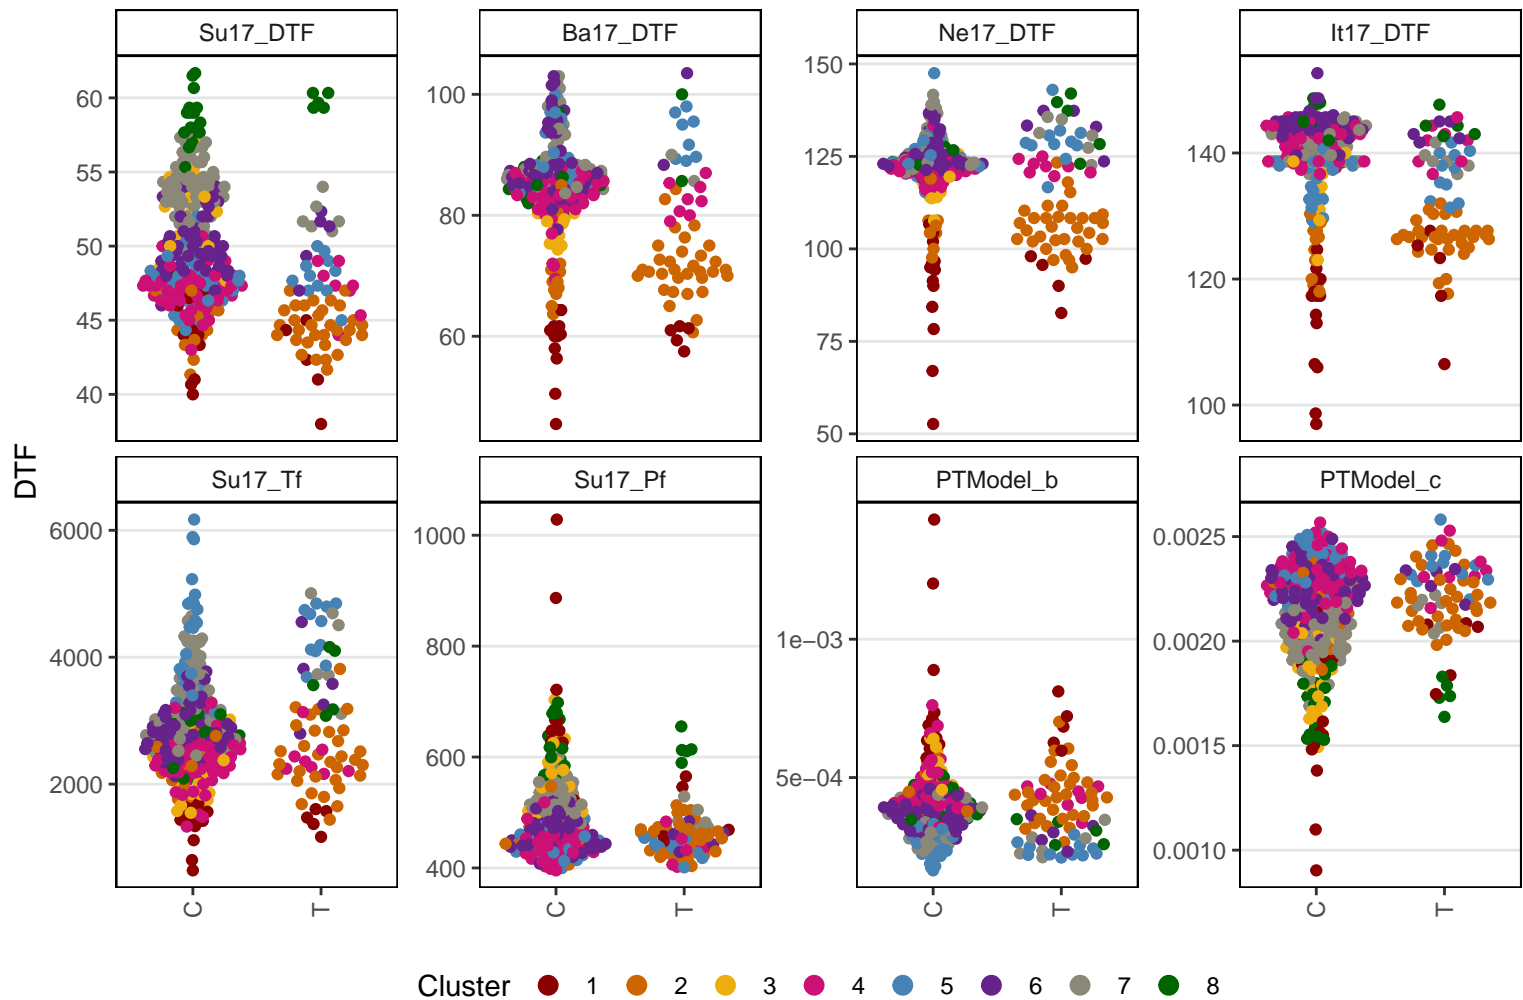 Su17_DTF
Ba17_DTF
Ne17_DTF
It17_DTF
60
55
50
45
40
100
80
60
150
125
100
75
50
140
120
100
DTF
Su17_Tf
Su17_Pf
PTModel_b
PTModel_c
6000
4000
2000
1000
800
600
400
1e−03
5e−04
0.0025
0.0020
0.0015
0.0010
C
T
C
T
C
T
C
T
Cluster 1 2 3 4 5 6 7 8